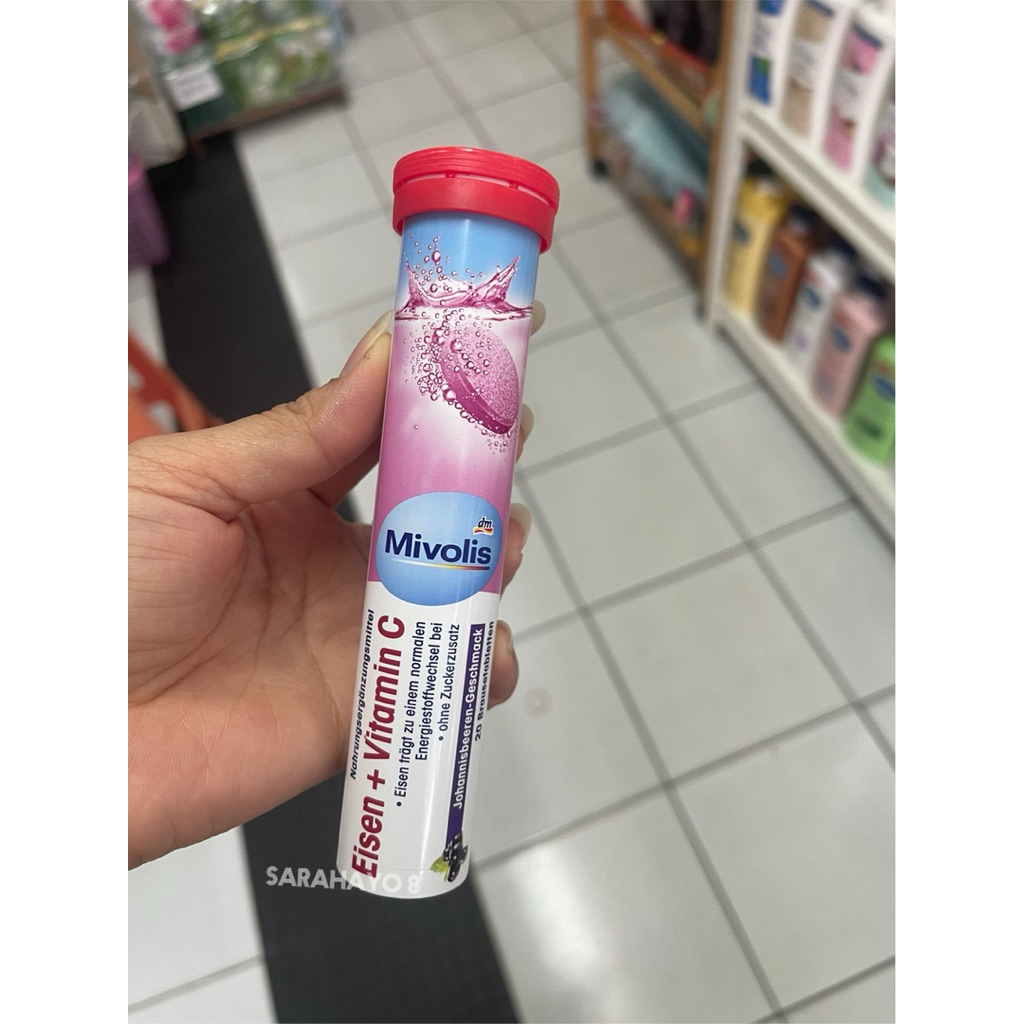 dm
Mivolis
Nahrungsergänzungsmittel
Eisen + Vitamin C
• Eisen trägt zu einem normalen
Energiestoffwechsel bei
• ohne Zuckerzusatz
Johannisbeeren-Geschmack
20 Brausetabletten
SARAHAYO 8